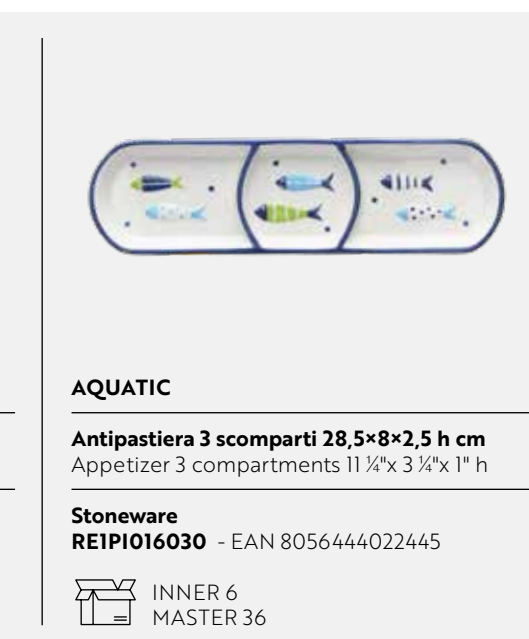 AQUATIC
Antipastiera 3 scomparti 28,5×8×2,5 h cm
Appetizer 3 compartments 11 ¼"x 3 ¼"x 1" h
Stoneware
RE1PI016030 - EAN 8056444022445
INNER 6
MASTER 36